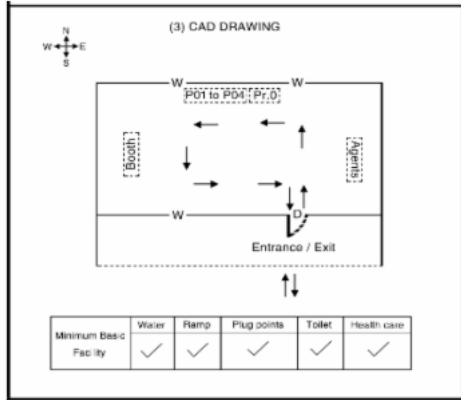 (3) CAD DRAWING
N
W E
S
W W
P01 to P04 Pr.0
Booth
Agents
W D
Entrance / Exit
Minimum Basic Facility Water Ramp Plug points Toilet Health care